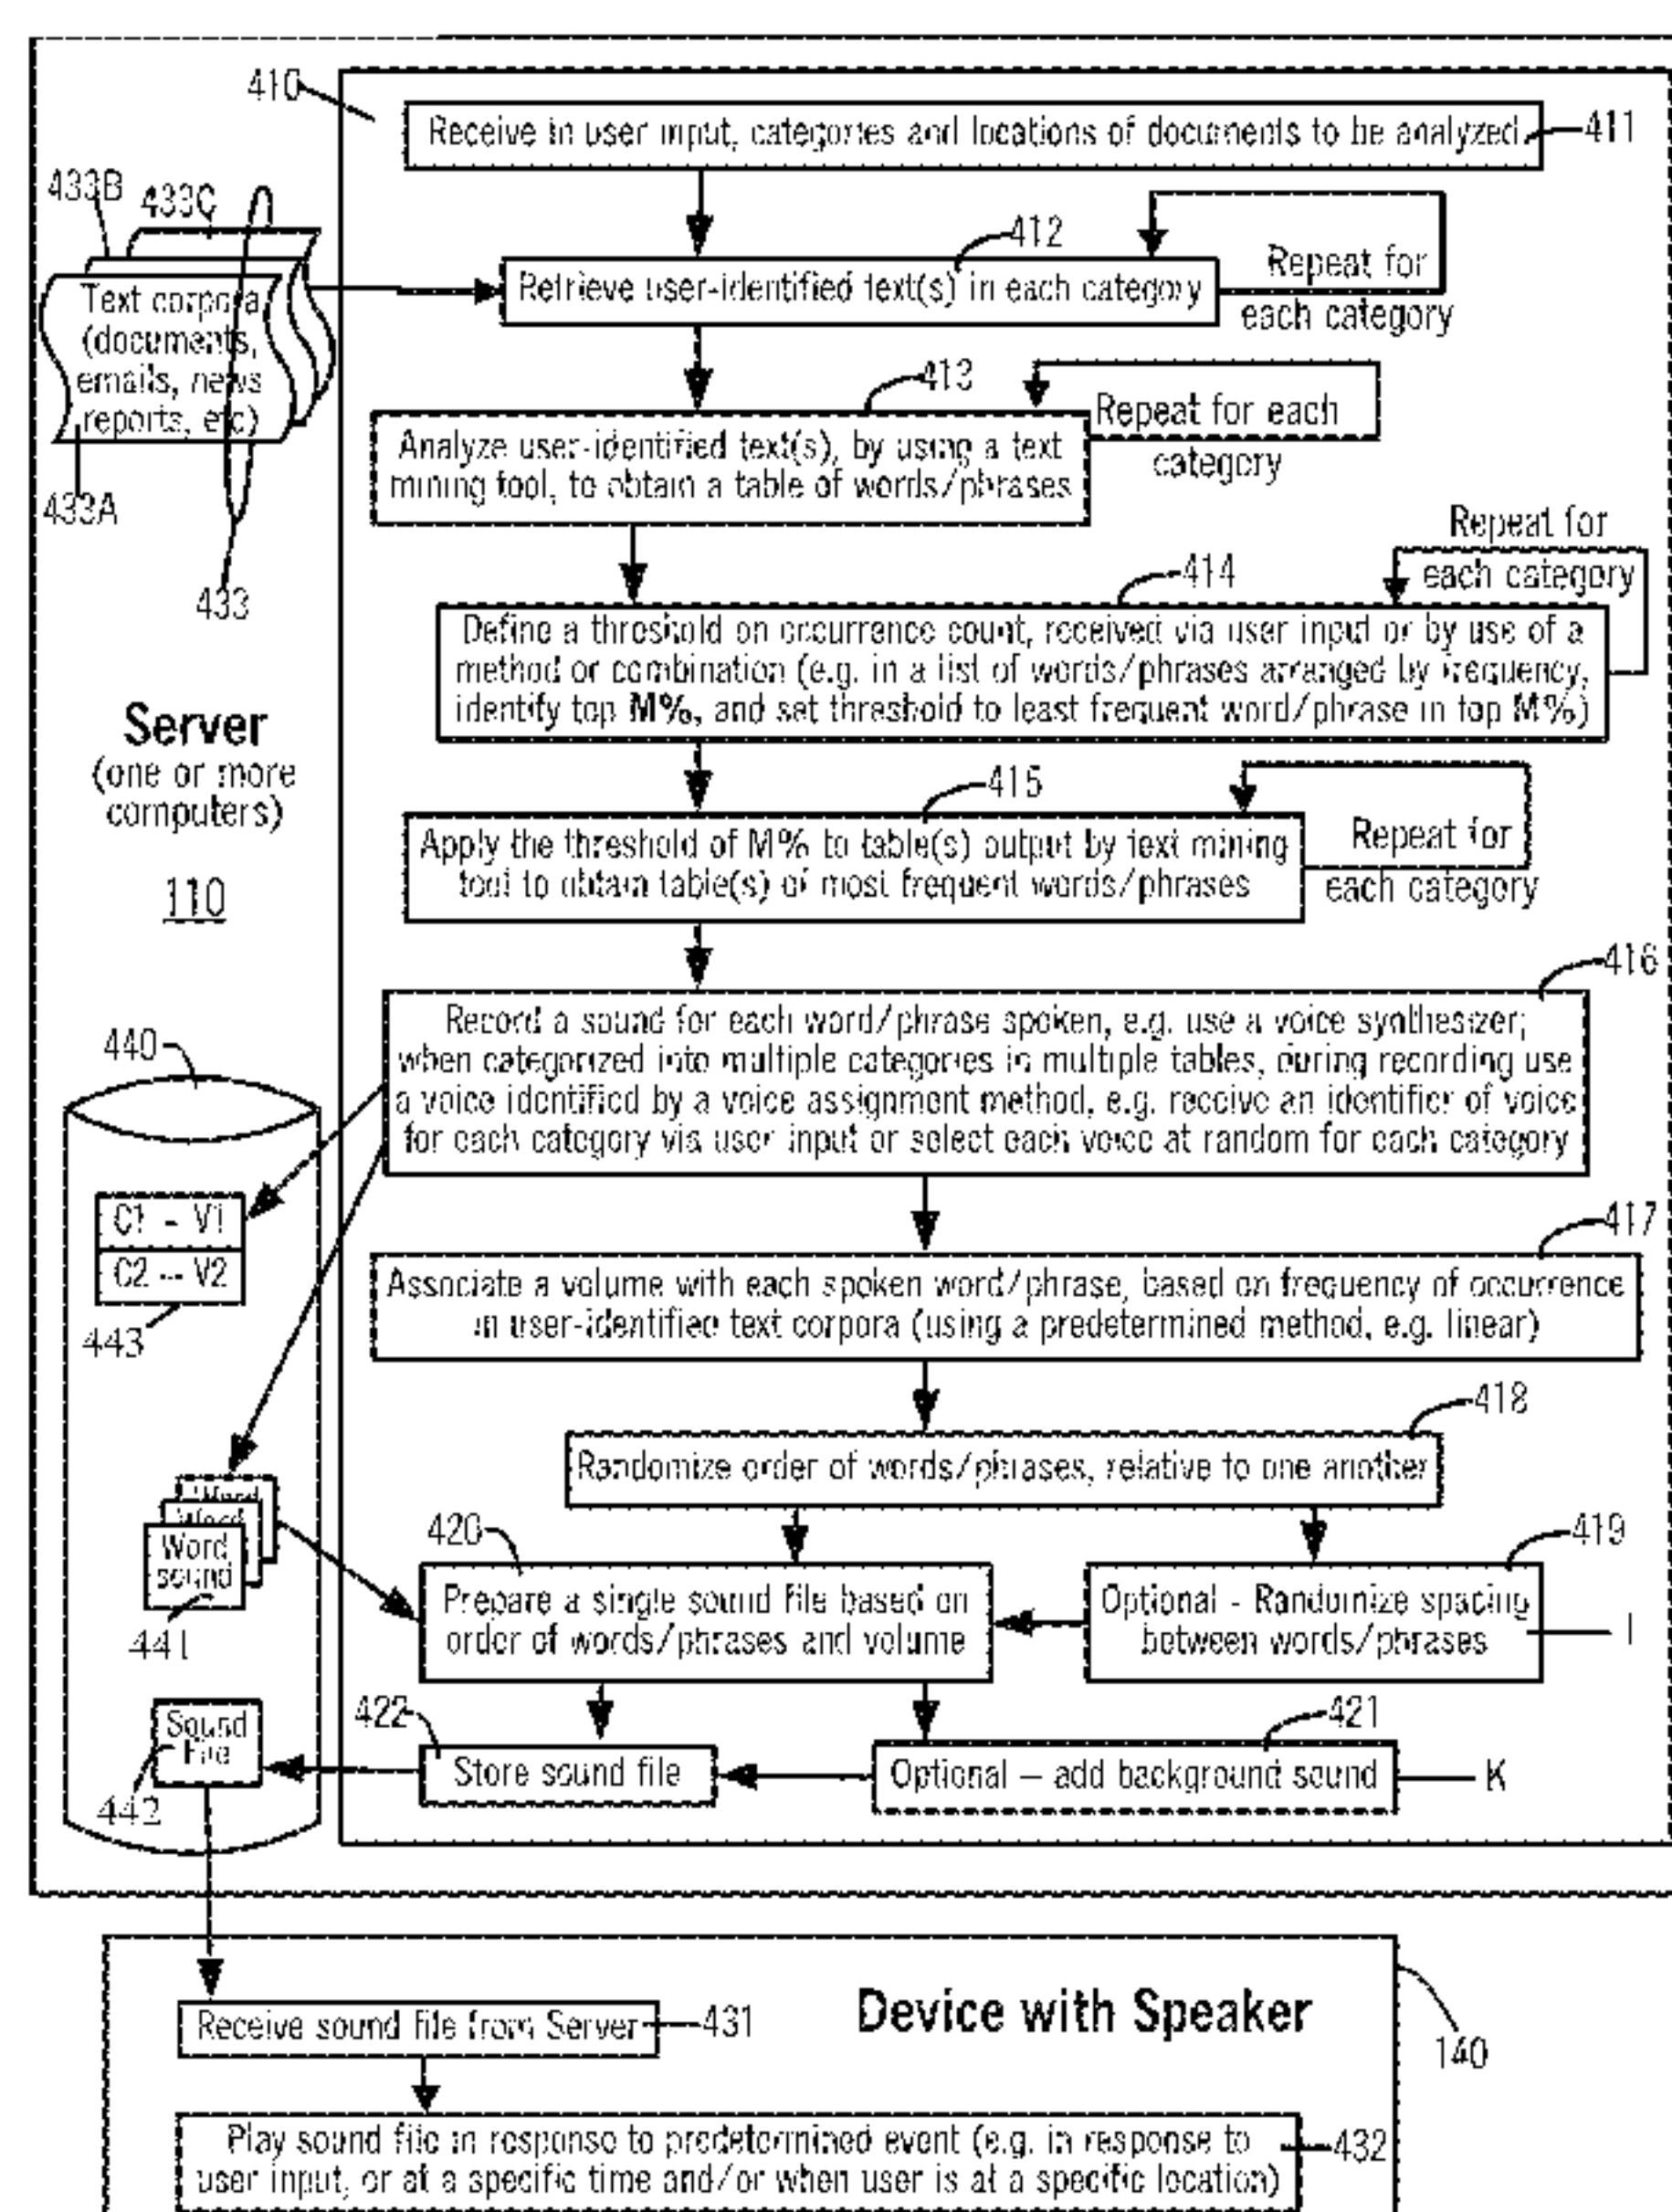 410
Receive in user input, categories and locations of documents to be analyzed
411
433B
433C
412
Retrieve user-identified text(s) in each category
Repeat for
each category
Text corpora
(documents,
emails, news
reports, etc)
433A
433
413
Analyze user-identified text(s), by using a text
mining tool, to obtain a table of words/phrases
Repeat for each
category
Repeat for
each category
414
Define a threshold on occurrence count, received via user input or by use of a
method or combination (e.g. in a list of words/phrases arranged by frequency,
identify top M%, and set threshold to least frequent word/phrase in top M%)
Server
(one or more
computers)
110
415
Apply the threshold of M% to table(s) output by text mining
tool to obtain table(s) of most frequent words/phrases
Repeat for
each category
416
Record a sound for each word/phrase spoken, e.g. use a voice synthesizer;
when categorized into multiple categories in multiple tables, during recording use
a voice identified by a voice assignment method, e.g. receive an identifier of voice
for each category via user input or select each voice at random for each category
440
C1 - V1
C2 -- V2
443
417
Associate a volume with each spoken word/phrase, based on frequency of occurrence
in user-identified text corpora (using a predetermined method, e.g. linear)
418
Randomize order of words/phrases, relative to one another
Word
Word
Word
sound
441
420
Prepare a single sound file based on
order of words/phrases and volume
419
Optional - Randomize spacing
between words/phrases
422
Store sound file
421
Optional – add background sound
K
Sound
File
442
Device with Speaker
140
Receive sound file from Server
431
Play sound file in response to predetermined event (e.g. in response to
user input, or at a specific time and/or when user is at a specific location)
432